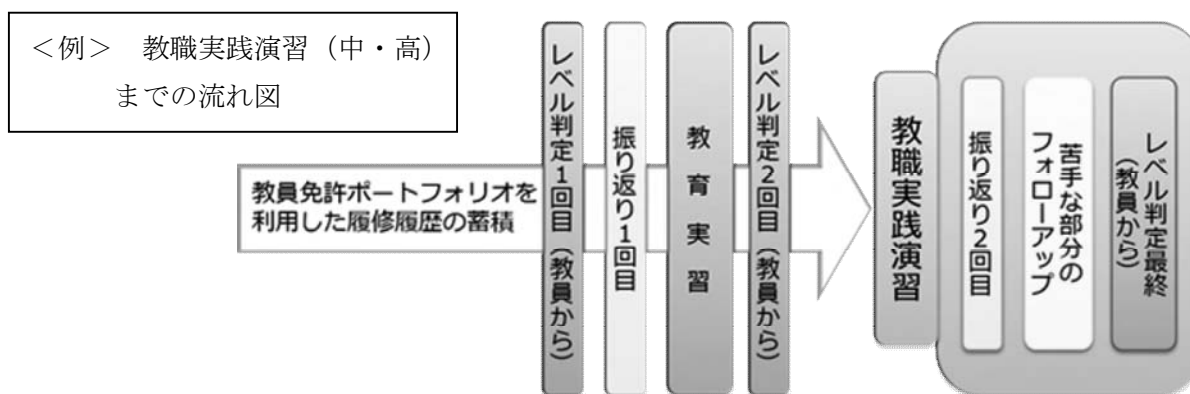 ＜例＞　教職実践演習（中・高）
までの流れ図
教員免許ポートフォリオを
利用した履修履歴の蓄積
レベル判定1回目（教員から）
振り返り1回目
教育実習
レベル判定2回目（教員から）
教職実践演習
振り返り2回目
苦手な部分の
フォローアップ
レベル判定最終
（教員から）